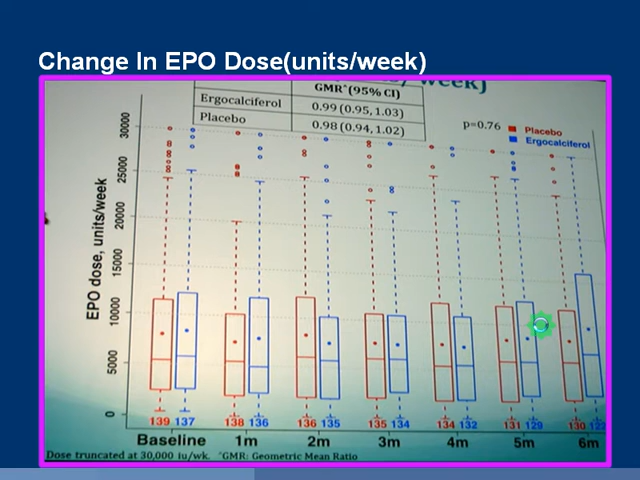 Change In EPO Dose(units/week)
GMR^(95% CI)
Ergocalciferol 0.99 (0.95, 1.03)
Placebo 0.98 (0.94, 1.02)
p=0.76
Placebo
Ergocalciferol
EPO dose, units/week
30000
25000
20000
15000
10000
5000
0
139 137 138 136 136 135 135 134 134 132 131 129 130
Baseline 1m 2m 3m 4m 5m 6m
Dose truncated at 30,000 iu/wk. ^GMR: Geometric Mean Ratio